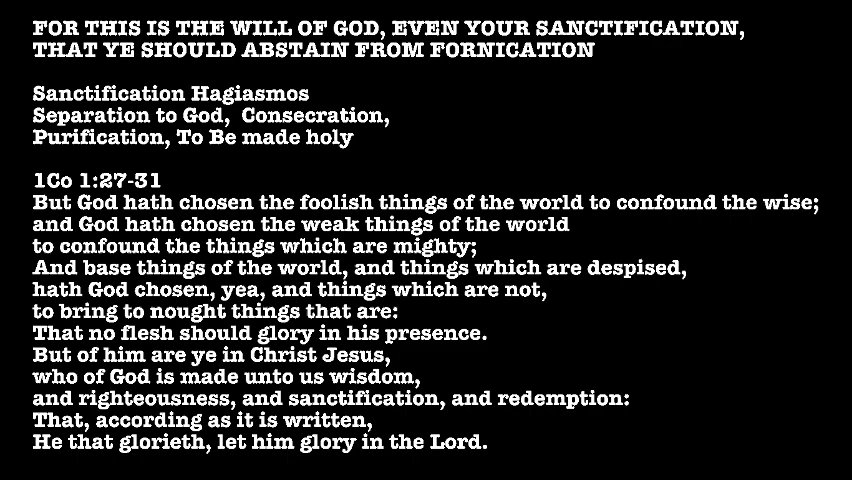 FOR THIS IS THE WILL OF GOD, EVEN YOUR SANCTIFICATION,
THAT YE SHOULD ABSTAIN FROM FORNICATION
Sanctification Hagiasmos
Separation to God,  Consecration,
Purification, To Be made holy
1Co 1:27-31
But God hath chosen the foolish things of the world to confound the wise;
and God hath chosen the weak things of the world
to confound the things which are mighty;
And base things of the world, and things which are despised,
hath God chosen, yea, and things which are not,
to bring to nought things that are:
That no flesh should glory in his presence.
But of him are ye in Christ Jesus,
who of God is made unto us wisdom,
and righteousness, and sanctification, and redemption:
That, according as it is written,
He that glorieth, let him glory in the Lord.